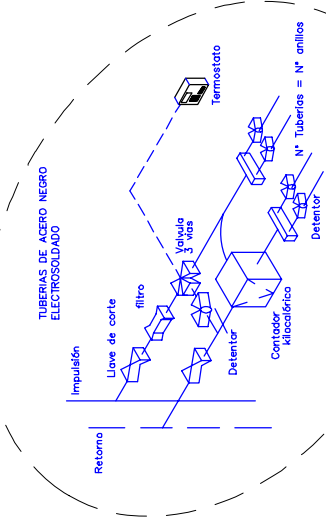 TUBERIAS DE ACERO NEGRO
ELECTROSOLDADO
Impulsión
Retorno
Llave de corte
filtro
Valvula
3 vias
Termostato
Detentor
Contador
kilocalórico
Detentor
Nº Tuberias = Nº anillos